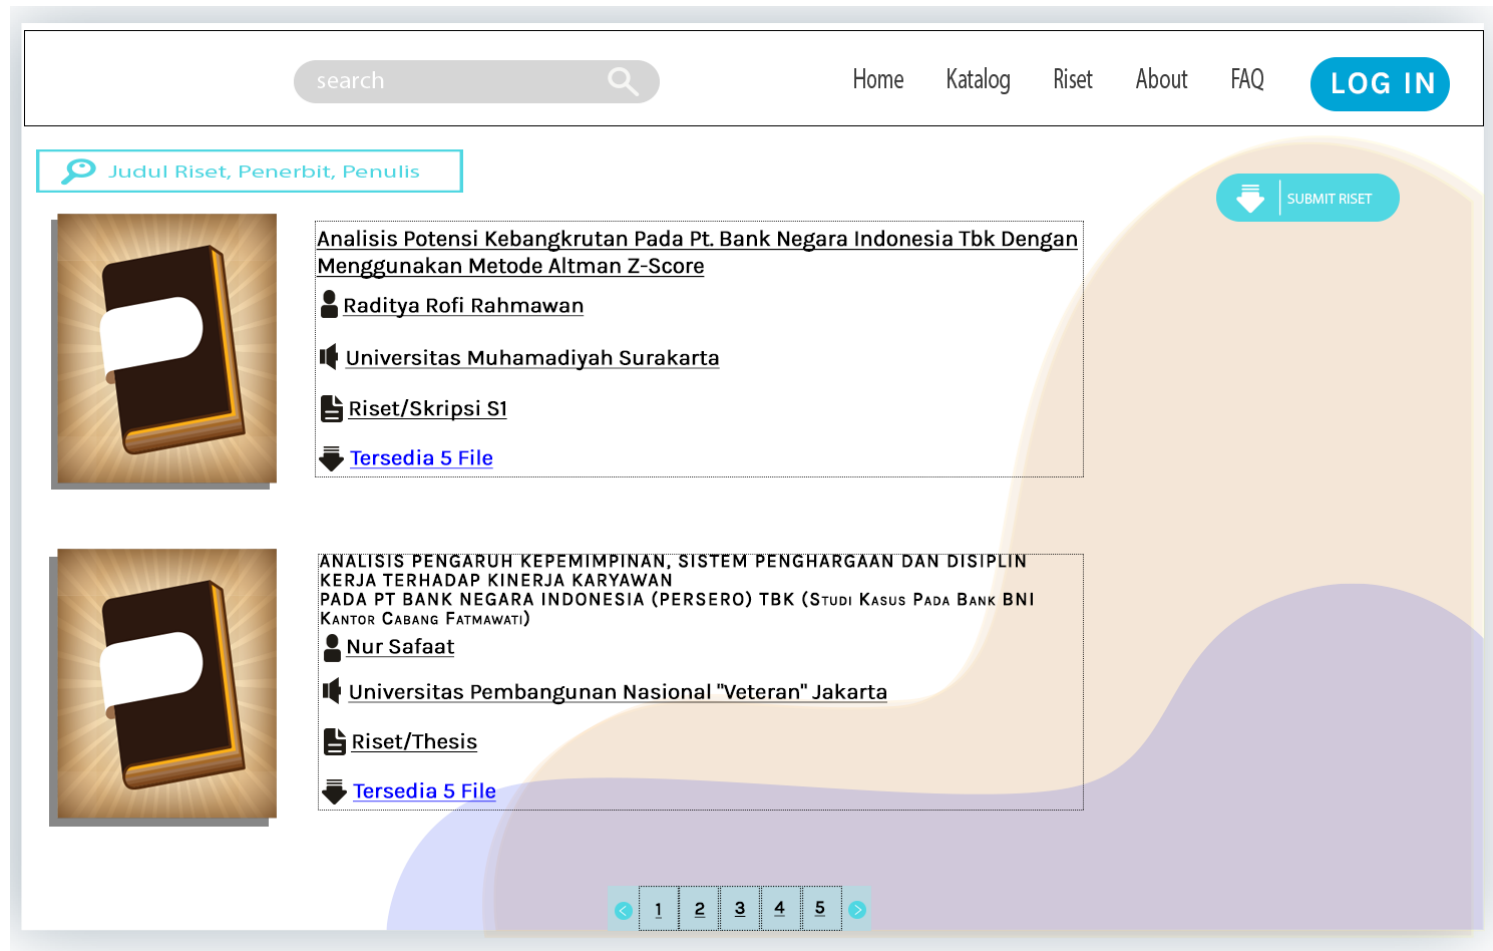 search
Home Katalog Riset About FAQ LOG IN
Judul Riset, Penerbit, Penulis
SUBMIT RISET
Analisis Potensi Kebangkrutan Pada Pt. Bank Negara Indonesia Tbk Dengan
Menggunakan Metode Altman Z-Score
Raditya Rofi Rahmawan
Universitas Muhamadiyah Surakarta
Riset/Skripsi S1
Tersedia 5 File
ANALISIS PENGARUH KEPEMIMPINAN, SISTEM PENGHARGAAN DAN DISIPLIN
KERJA TERHADAP KINERJA KARYAWAN
PADA PT BANK NEGARA INDONESIA (PERSERO) TBK (Studi Kasus Pada Bank BNI
Kantor Cabang Fatmawati)
Nur Safaat
Universitas Pembangunan Nasional "Veteran" Jakarta
Riset/Thesis
Tersedia 5 File
1 2 3 4 5